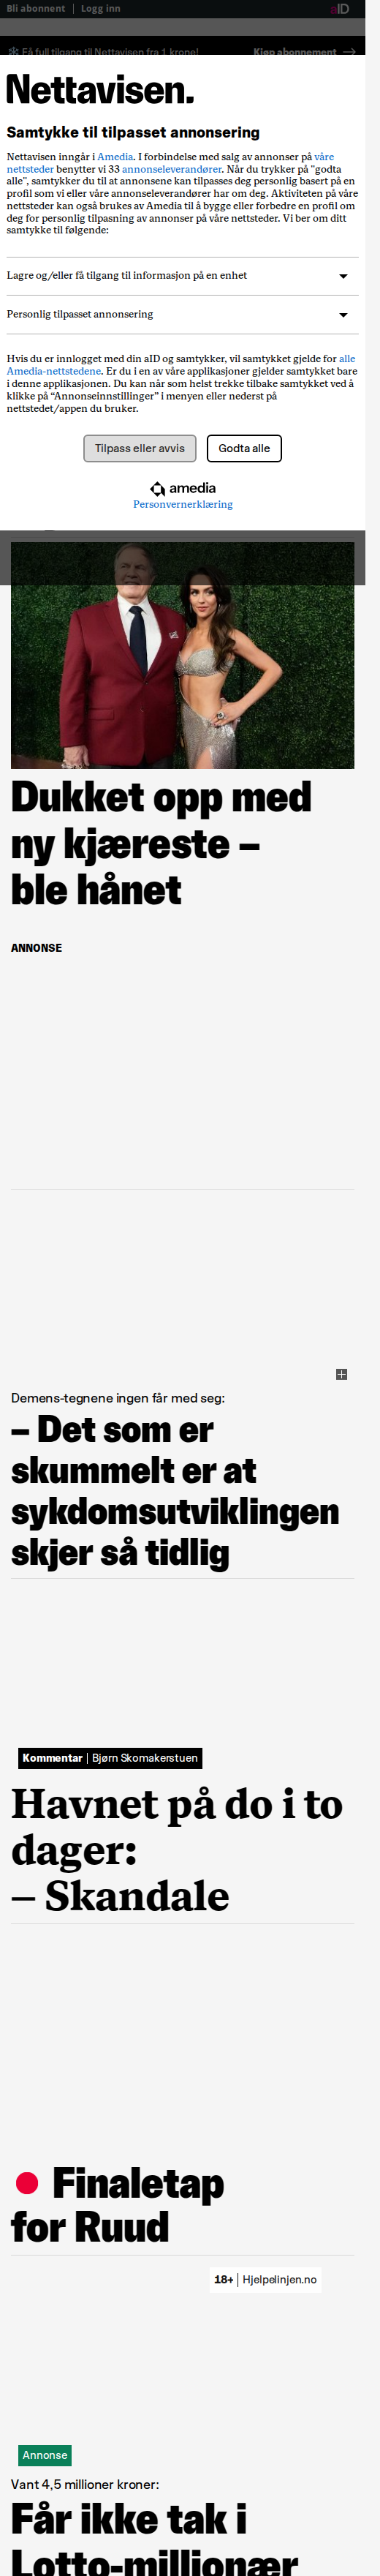 Bli abonnent | Logg inn
aID
Få full tilgang til Nettavisen fra 1 krone!
Kjøp abonnement
Nettavisen.
Samtykke til tilpasset annonsering
Nettavisen inngår i Amedia. I forbindelse med salg av annonser på våre
nettsteder benytter vi 33 annonseleverandører. Når du trykker på "godta
alle", samtykker du til at annonsene kan tilpasses deg personlig basert på en
profil som vi eller våre annonseleverandører har om deg. Aktiviteten på våre
nettsteder kan også brukes av Amedia til å bygge eller forbedre en profil om
deg for personlig tilpasning av annonser på våre nettsteder. Vi ber om ditt
samtykke til følgende:
Lagre og/eller få tilgang til informasjon på en enhet
Personlig tilpasset annonsering
Hvis du er innlogget med din aID og samtykker, vil samtykket gjelde for alle
Amedia-nettstedene. Er du i en av våre applikasjoner gjelder samtykket bare
i denne applikasjonen. Du kan når som helst trekke tilbake samtykket ved å
klikke på “Annonseinnstillinger” i menyen eller nederst på
nettstedet/appen du bruker.
Tilpass eller avvis
Godta alle
amedia
Personvernerklæring
Dukket opp med
ny kjæreste –
ble hånet
ANNONSE
Demens-tegnene ingen får med seg:
– Det som er
skummelt er at
sykdomsutviklingen
skjer så tidlig
Kommentar | Bjørn Skomakerstuen
Havnet på do i to
dager:
– Skandale
Finaletap
for Ruud
18+ | Hjelpelinjen.no
Annonse
Vant 4,5 millioner kroner:
Får ikke tak i
Lotto-millionær